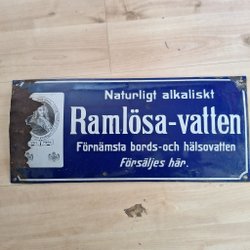 Naturligt alkaliskt
Ramlösa-vatten
Förnämsta bords-och hälsovatten
Försäljes här.